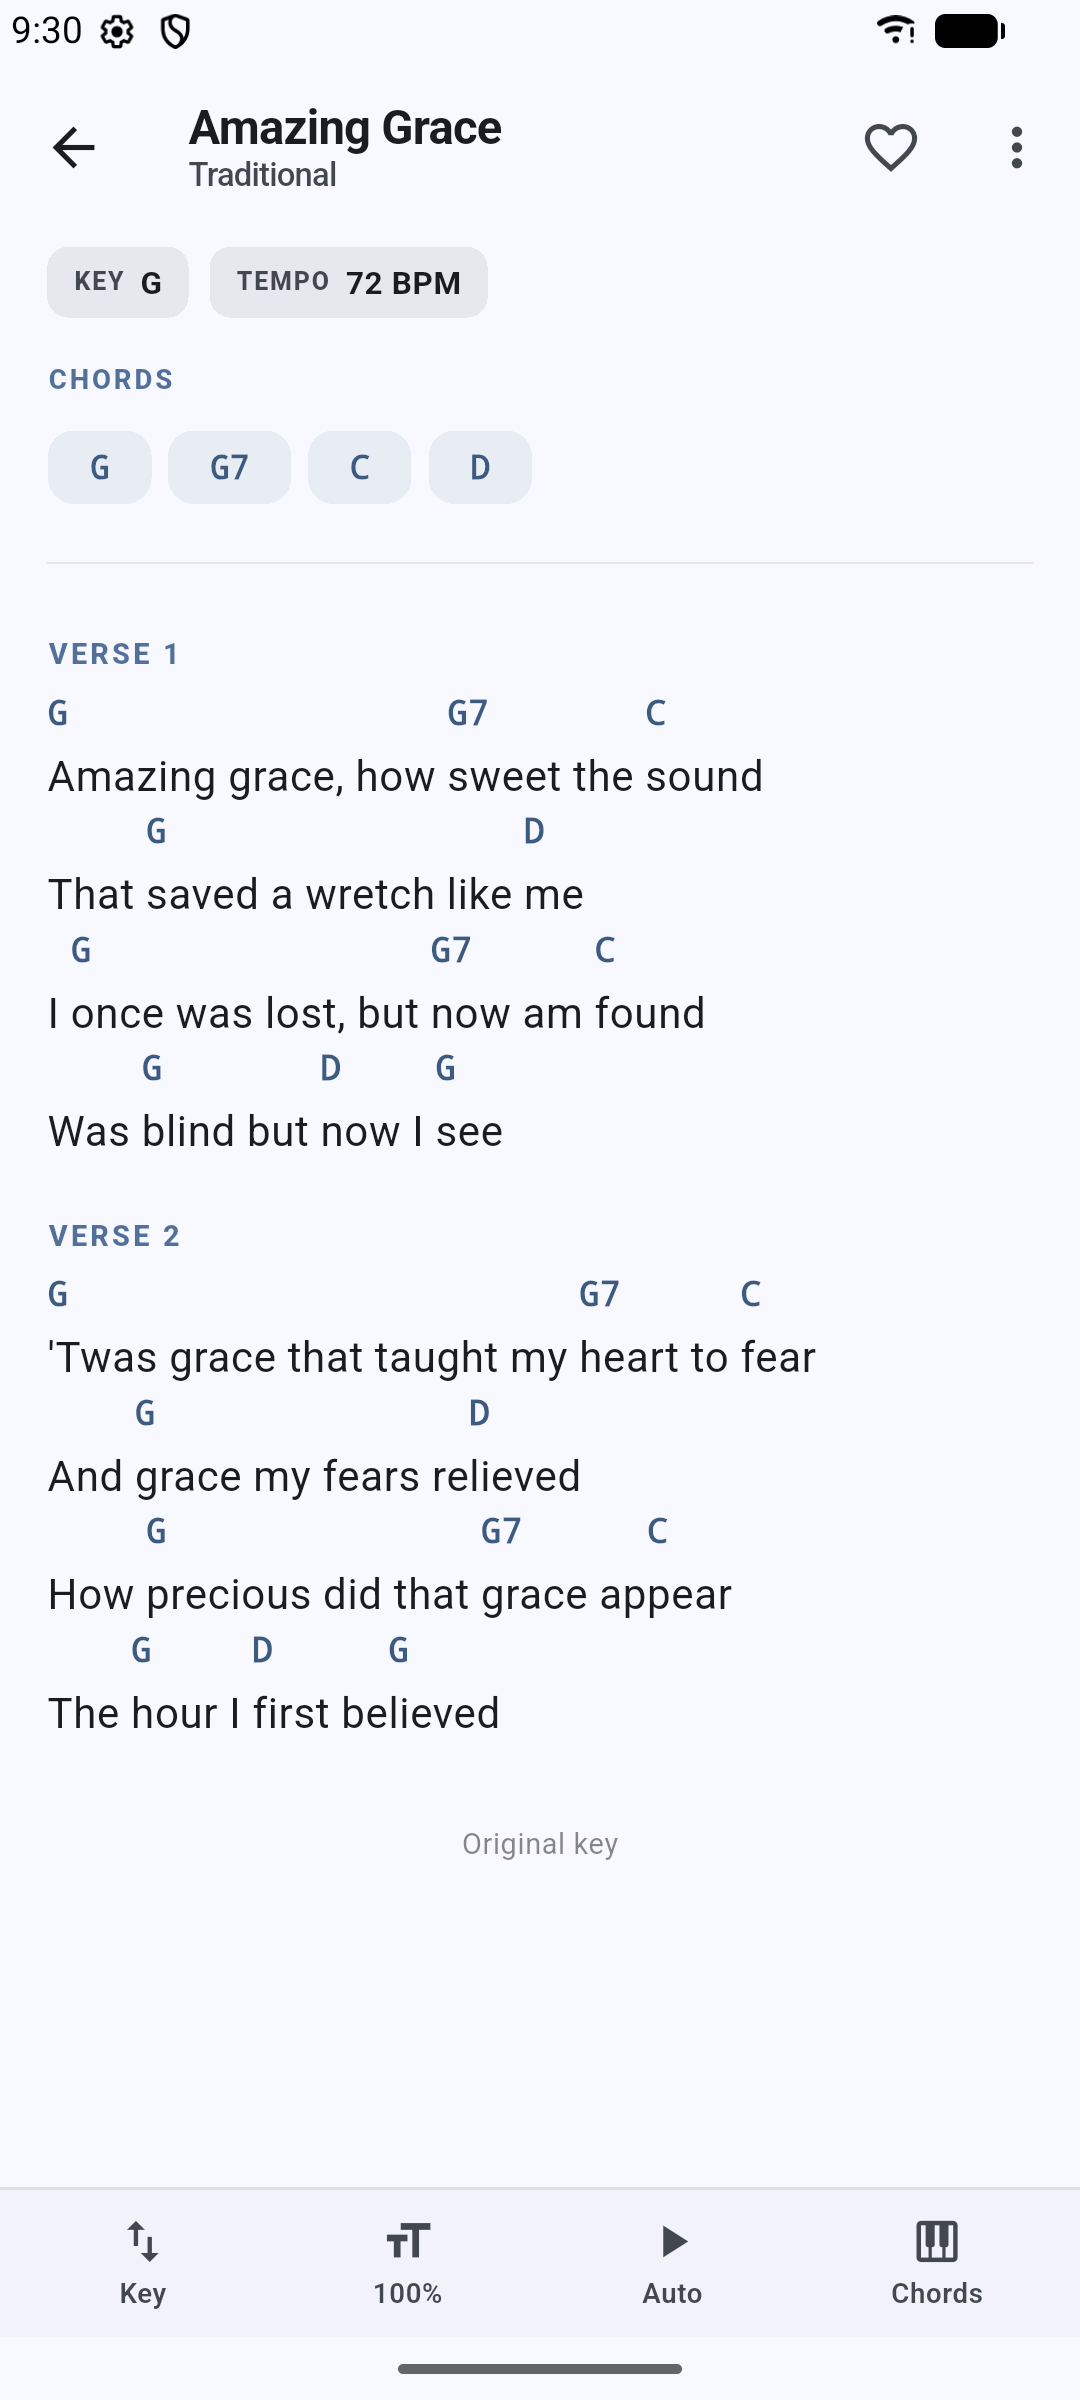 9:30
Amazing Grace
Traditional
KEY G TEMPO 72 BPM
CHORDS
G G7 C D
VERSE 1
G G7 C
Amazing grace, how sweet the sound
G D
That saved a wretch like me
G G7 C
I once was lost, but now am found
G D G
Was blind but now I see
VERSE 2
G G7 C
'Twas grace that taught my heart to fear
G D
And grace my fears relieved
G G7 C
How precious did that grace appear
G D G
The hour I first believed
Original key
Key 100% Auto Chords